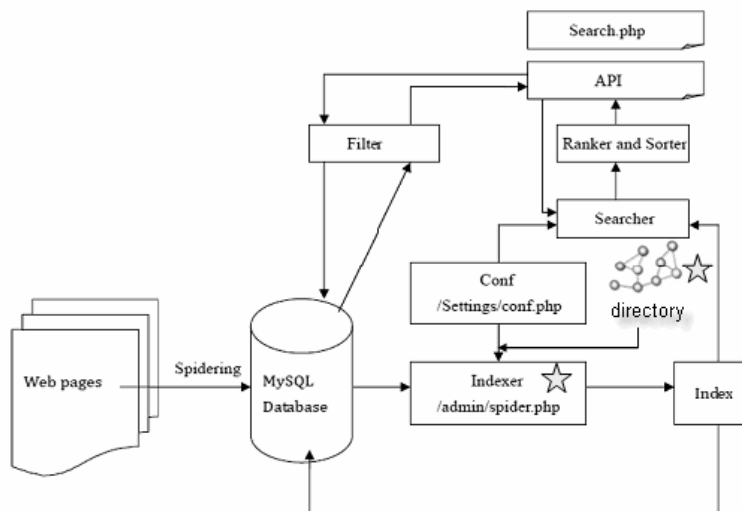 Search.php
API
Filter
Ranker and Sorter
Searcher
Conf
/Settings/conf.php
directory
Web pages
Spidering
MySQL
Database
Indexer
/admin/spider.php
Index